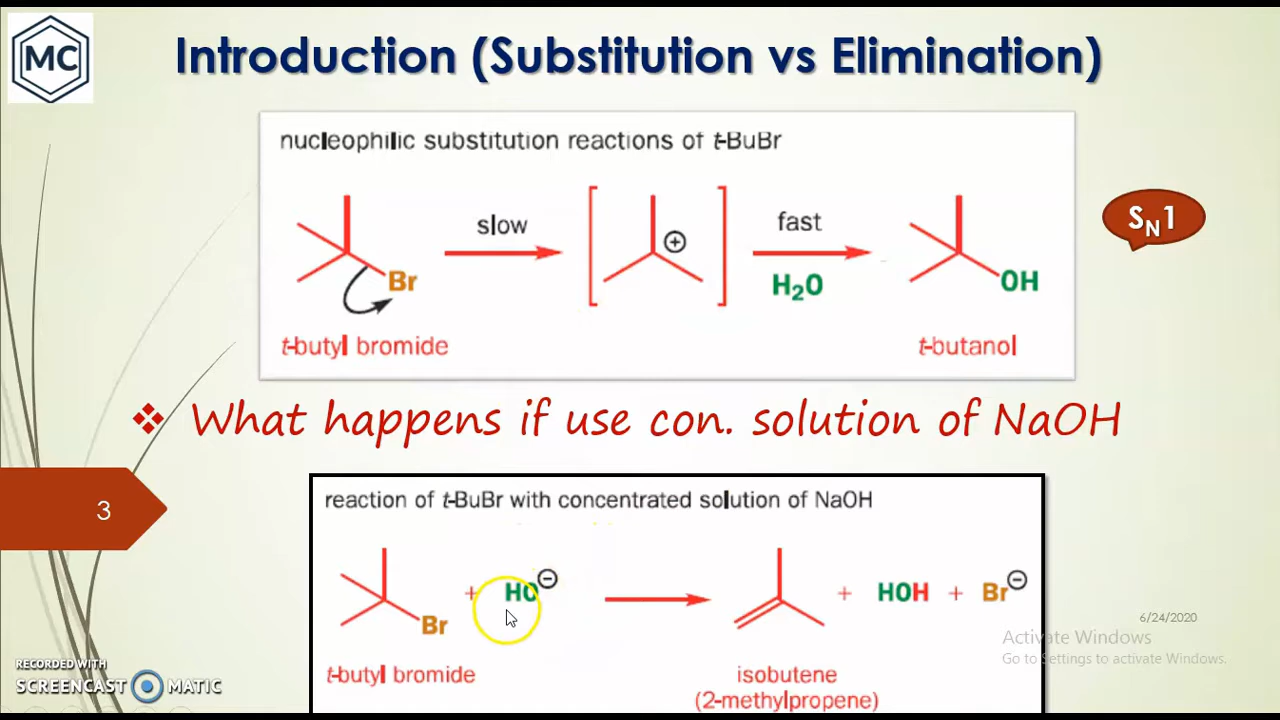 MC
Introduction (Substitution vs Elimination)
nucleophilic substitution reactions of t-BuBr
slow
fast
SN1
⊕
Br
H2O
OH
t-butyl bromide
t-butanol
❖ What happens if use con. solution of NaOH
3
reaction of t-BuBr with concentrated solution of NaOH
Br + HO⊖ + HOH + Br⊖
t-butyl bromide
isobutene
(2-methylpropene)
6/24/2020
Activate Windows
Go to Settings to activate Windows.
RECORDED WITH
SCREENCAST MATIC